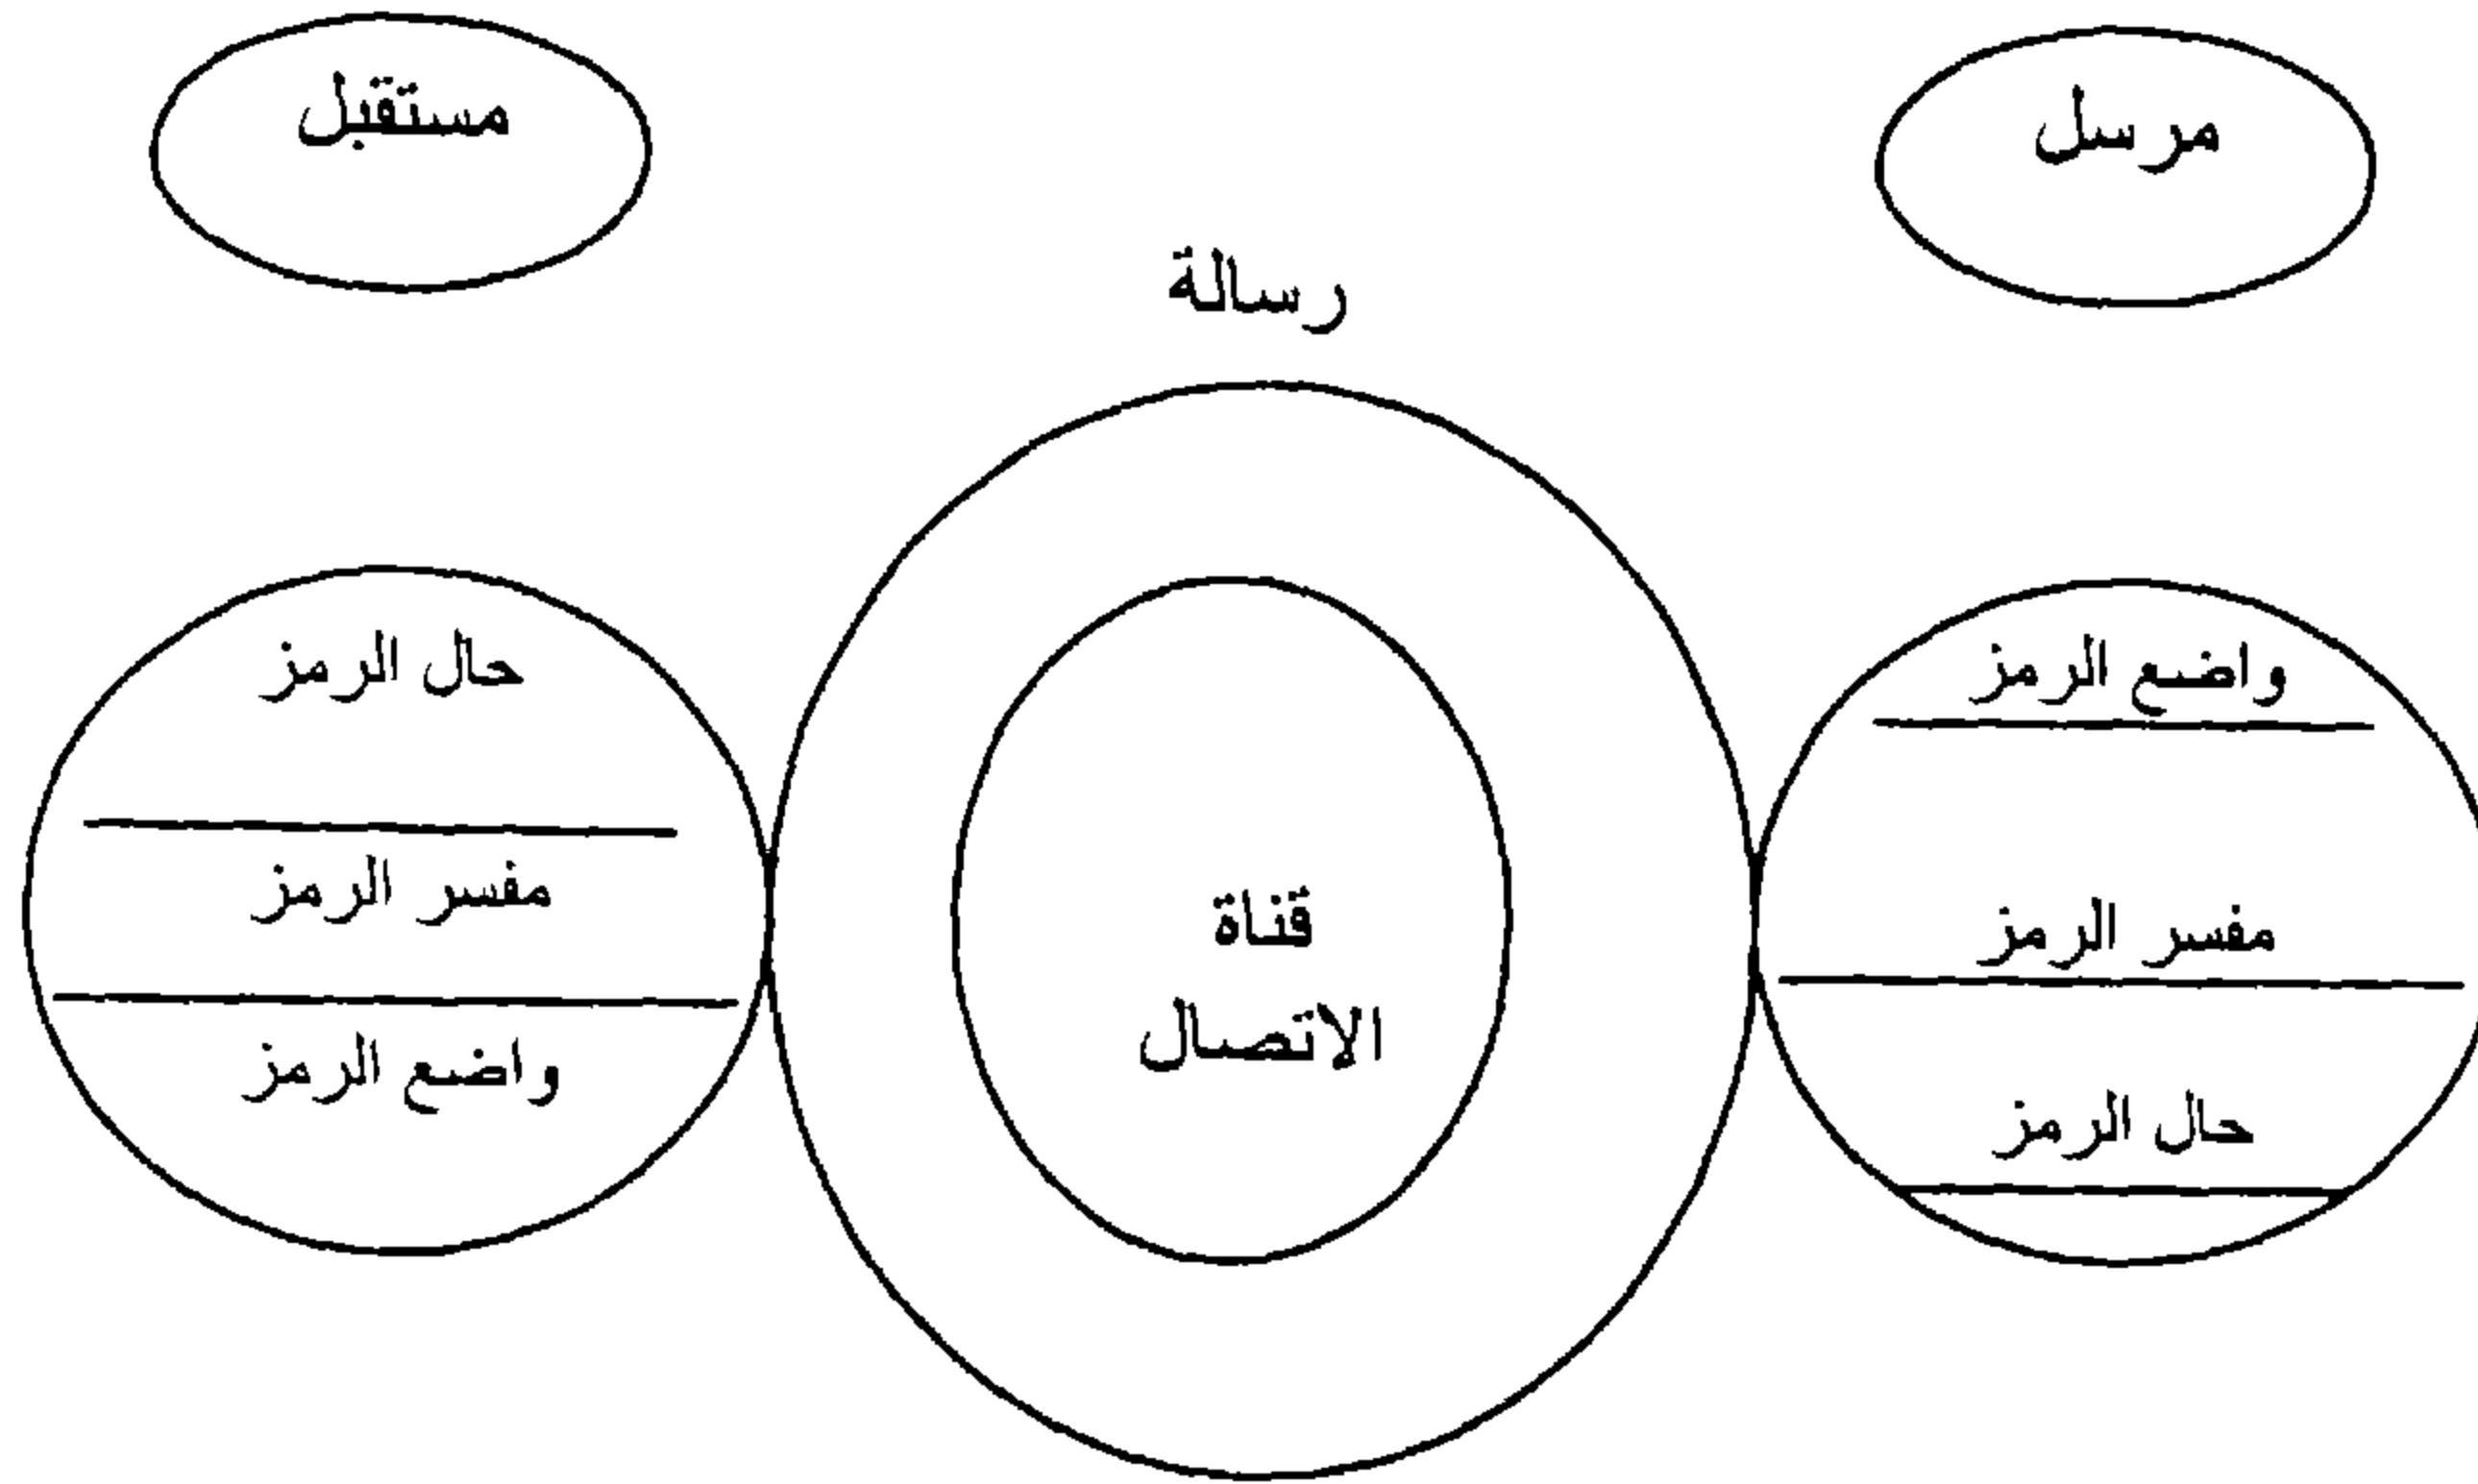 مرسل
مستقبل
رسالة
واضع الرمز
مفسر الرمز
حال الرمز
قناة
الاتصال
حال الرمز
مفسر الرمز
واضع الرمز